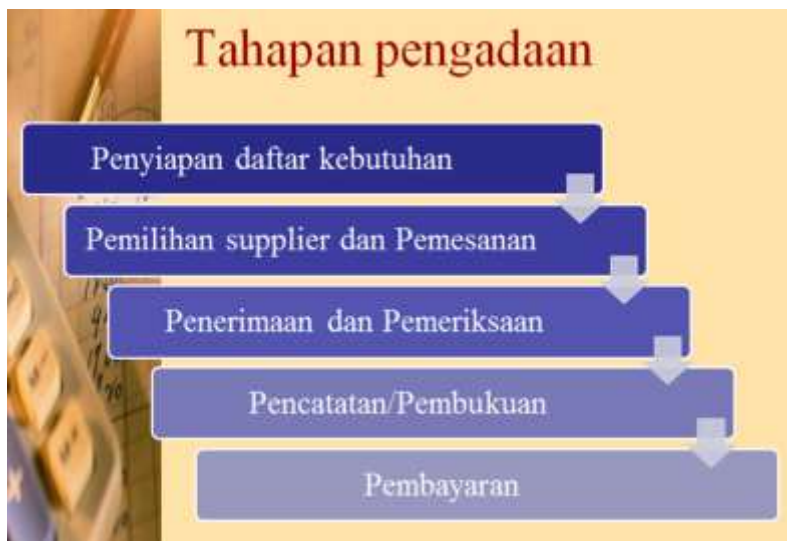 Tahapan pengadaan
Penyiapan daftar kebutuhan
Pemilihan supplier dan Pemesanan
Penerimaan dan Pemeriksaan
Pencatatan/Pembukuan
Pembayaran